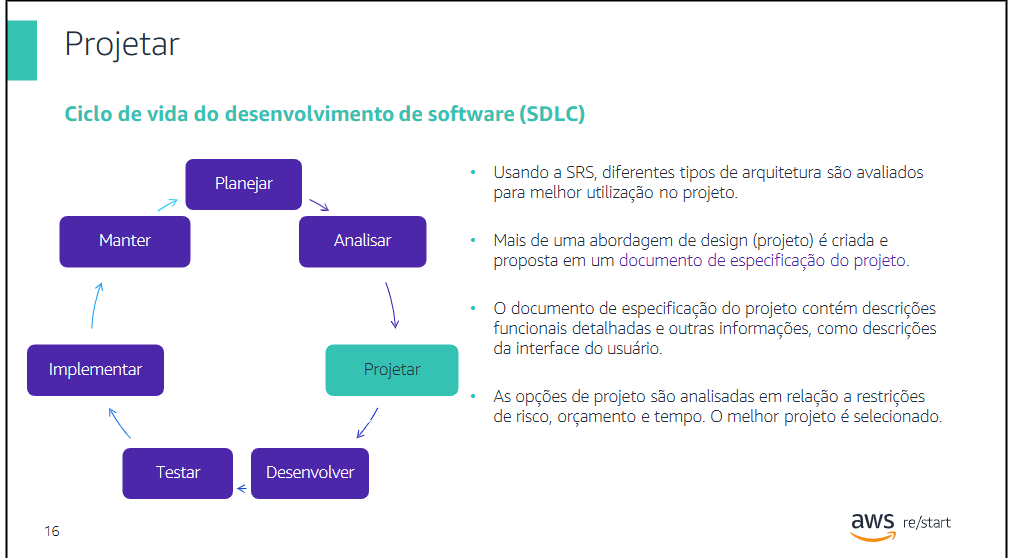 Projetar
Ciclo de vida do desenvolvimento de software (SDLC)
Planejar
Manter
Analisar
Implementar
Projetar
Testar
Desenvolver
• Usando a SRS, diferentes tipos de arquitetura são avaliados
para melhor utilização no projeto.
• Mais de uma abordagem de design (projeto) é criada e
proposta em um documento de especificação do projeto.
• O documento de especificação do projeto contém descrições
funcionais detalhadas e outras informações, como descrições
da interface do usuário.
• As opções de projeto são analisadas em relação a restrições
de risco, orçamento e tempo. O melhor projeto é selecionado.
16
aws re/start